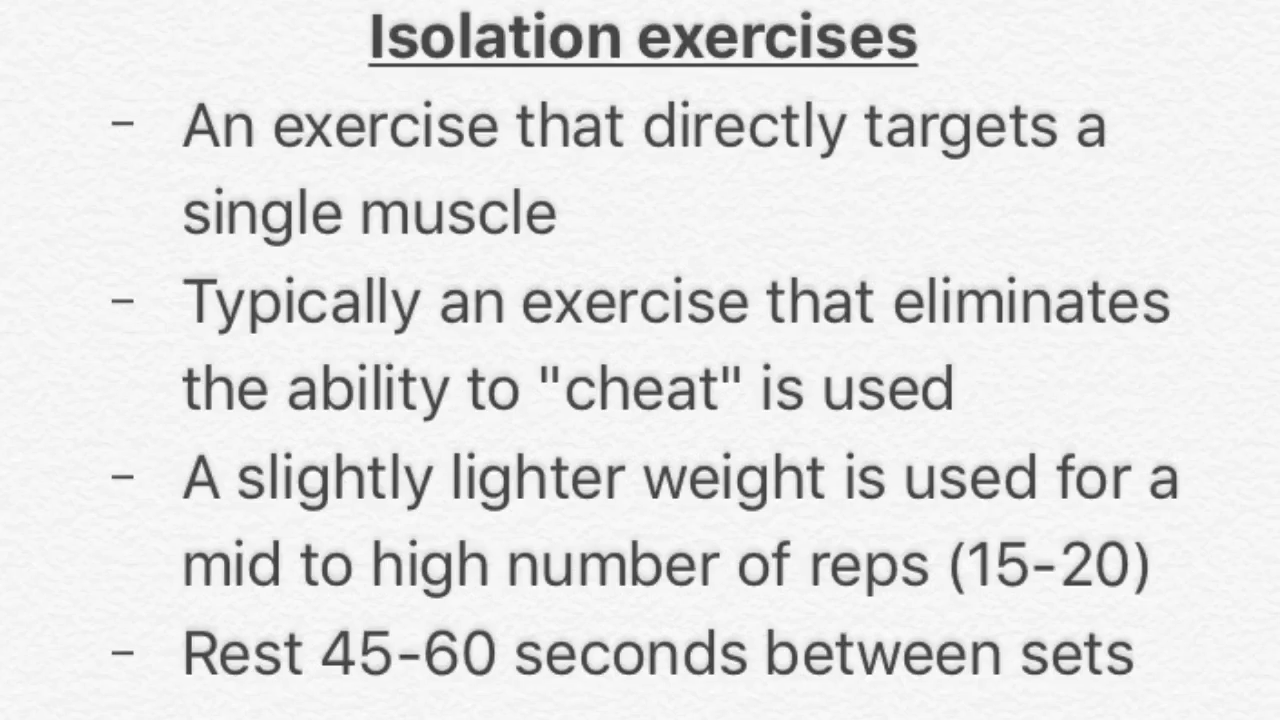 Isolation exercises
- An exercise that directly targets a
single muscle
- Typically an exercise that eliminates
the ability to "cheat" is used
- A slightly lighter weight is used for a
mid to high number of reps (15-20)
- Rest 45-60 seconds between sets